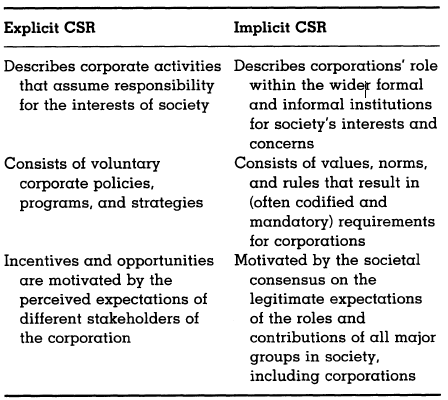 Explicit CSR
Implicit CSR
Describes corporate activities
that assume responsibility
for the interests of society
Describes corporations' role
within the wider formal
and informal institutions
for society's interests and
concerns
Consists of voluntary
corporate policies,
programs, and strategies
Consists of values, norms,
and rules that result in
(often codified and
mandatory) requirements
for corporations
Incentives and opportunities
are motivated by the
perceived expectations of
different stakeholders of
the corporation
Motivated by the societal
consensus on the
legitimate expectations
of the roles and
contributions of all major
groups in society,
including corporations